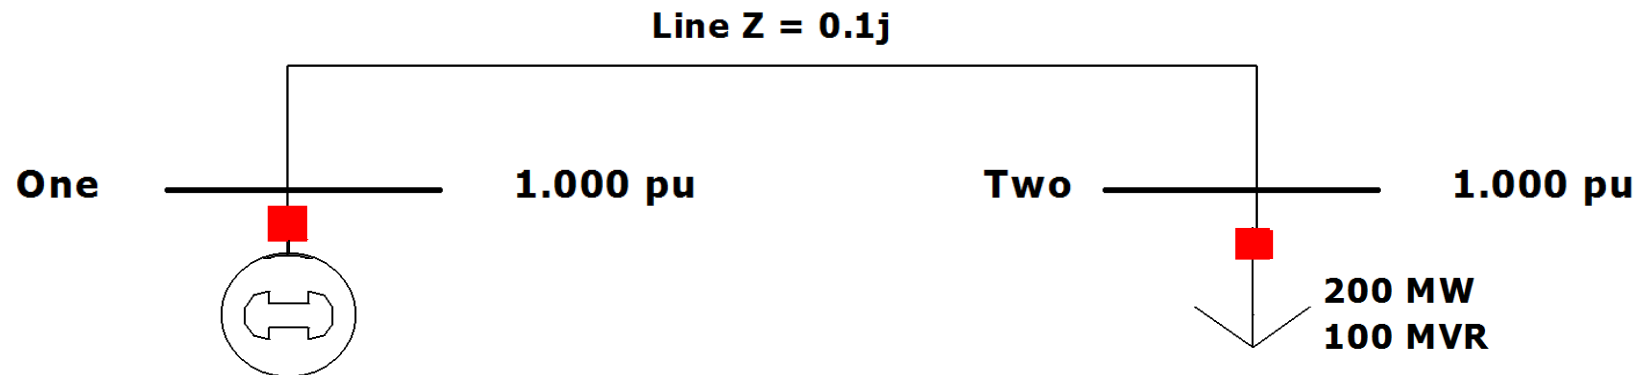 Line Z = 0.1j
One 1.000 pu Two 1.000 pu
200 MW
100 MVR